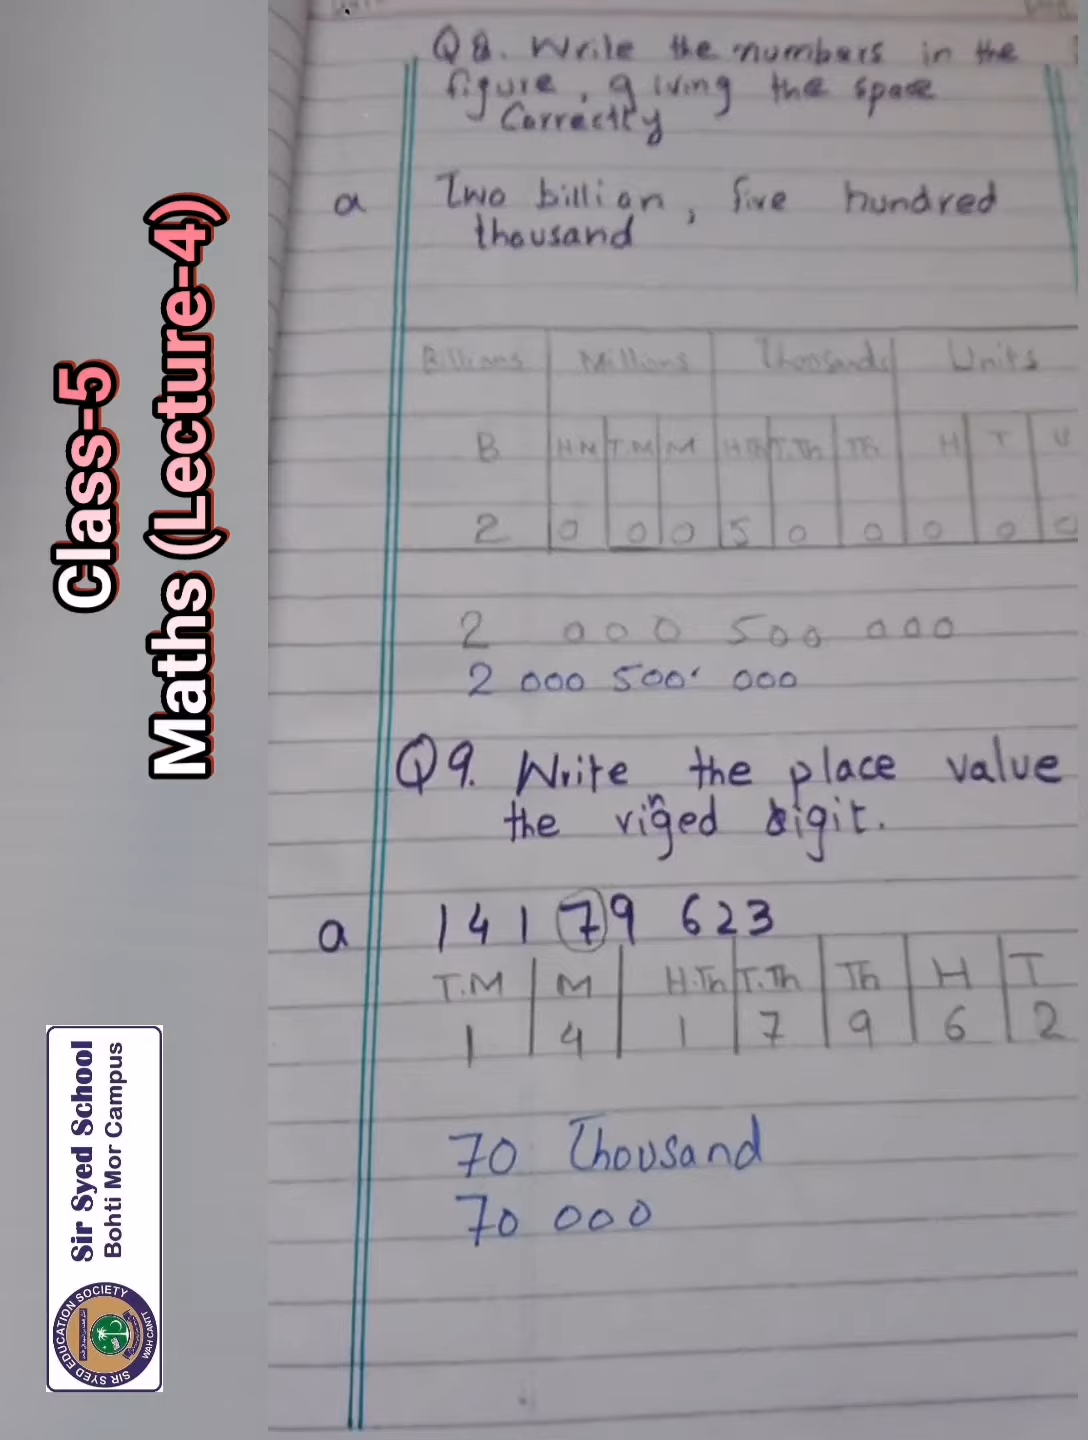 Class-5
Maths (Lecture-4)
Sir Syed School
Bohti Mor Campus
SIR SYED EDUCATION SOCIETY
WAH CANTT
Q8. Write the numbers in the
figure, giving the space
Correctly
a Two billion, five hundred
thousand
Billions Millions Thousands Units
B HM T.M M H.Th T.Th Th H T U
2 0 0 0 5 0 0 0 0 0
2 000 500 000
2 000 500 000
Q9. Write the place value
the ringed digit.
a 141 79 623
T.M M H.Th T.Th Th H T
1 4 1 7 9 6 2
70 Thousand
70 000